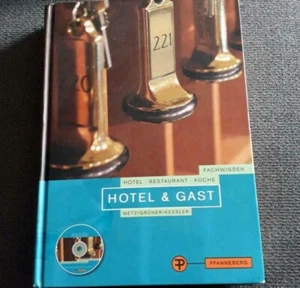 221
20
FACHWISSEN
HOTEL · RESTAURANT · KÜCHE
HOTEL & GAST
METZ/GRÜNER/KESSLER
PFANNEBERG